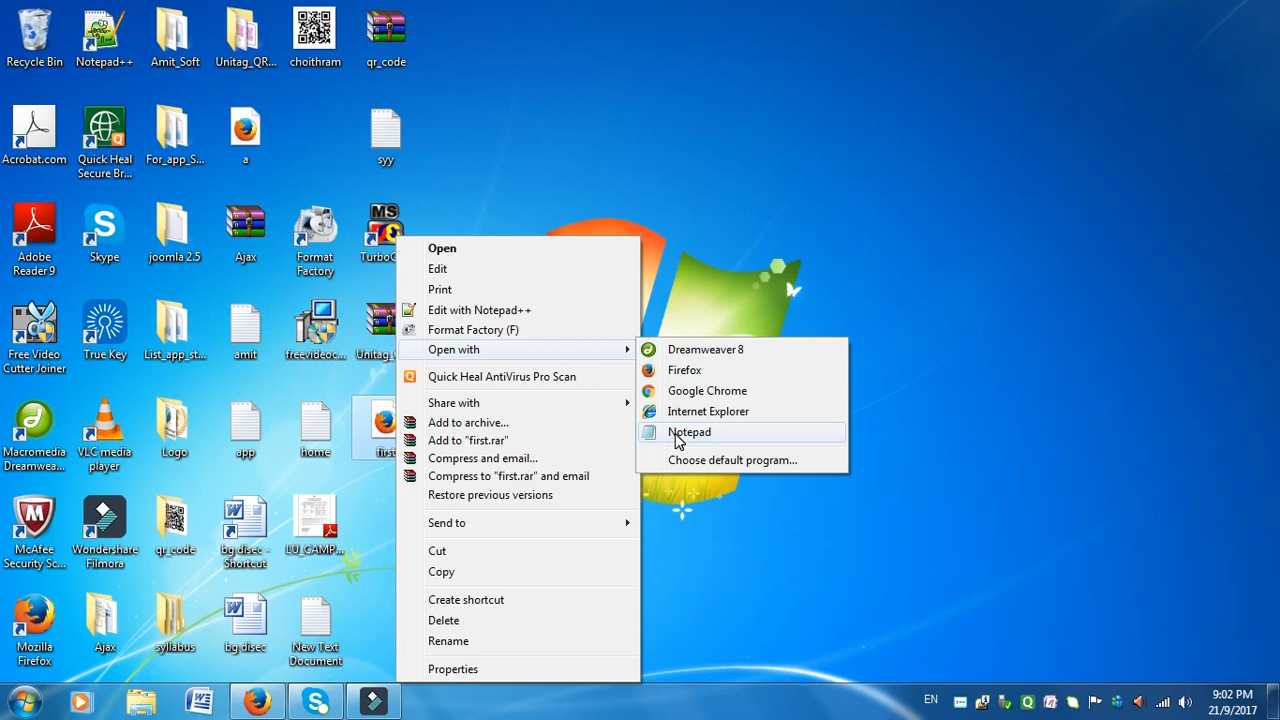 Recycle Bin
Notepad++
Amit_Soft
Unitag_QR...
choithram
qr_code
Acrobat.com
Quick Heal
Secure Br...
For_app_S...
a
syy
Adobe
Reader 9
Skype
joomla 2.5
Ajax
Format
Factory
TurboC
MS
Free Video
Cutter Joiner
True Key
List_app_st...
amit
freevideoc...
Unitag_
Macromedia
Dreamwea...
VLC media
player
Logo
app
home
first
McAfee
Security Sc...
Wondershare
Filmora
qr_code
bg disec -
Shortcut
LU_CAMP...
Mozilla
Firefox
Ajax
syllabus
bg disec
New Text
Document
Open
Edit
Print
Edit with Notepad++
Format Factory (F)
Open with
Quick Heal AntiVirus Pro Scan
Share with
Add to archive...
Add to "first.rar"
Compress and email...
Compress to "first.rar" and email
Restore previous versions
Send to
Cut
Copy
Create shortcut
Delete
Rename
Properties
Dreamweaver 8
Firefox
Google Chrome
Internet Explorer
Notepad
Choose default program...
EN
9:02 PM
21/9/2017